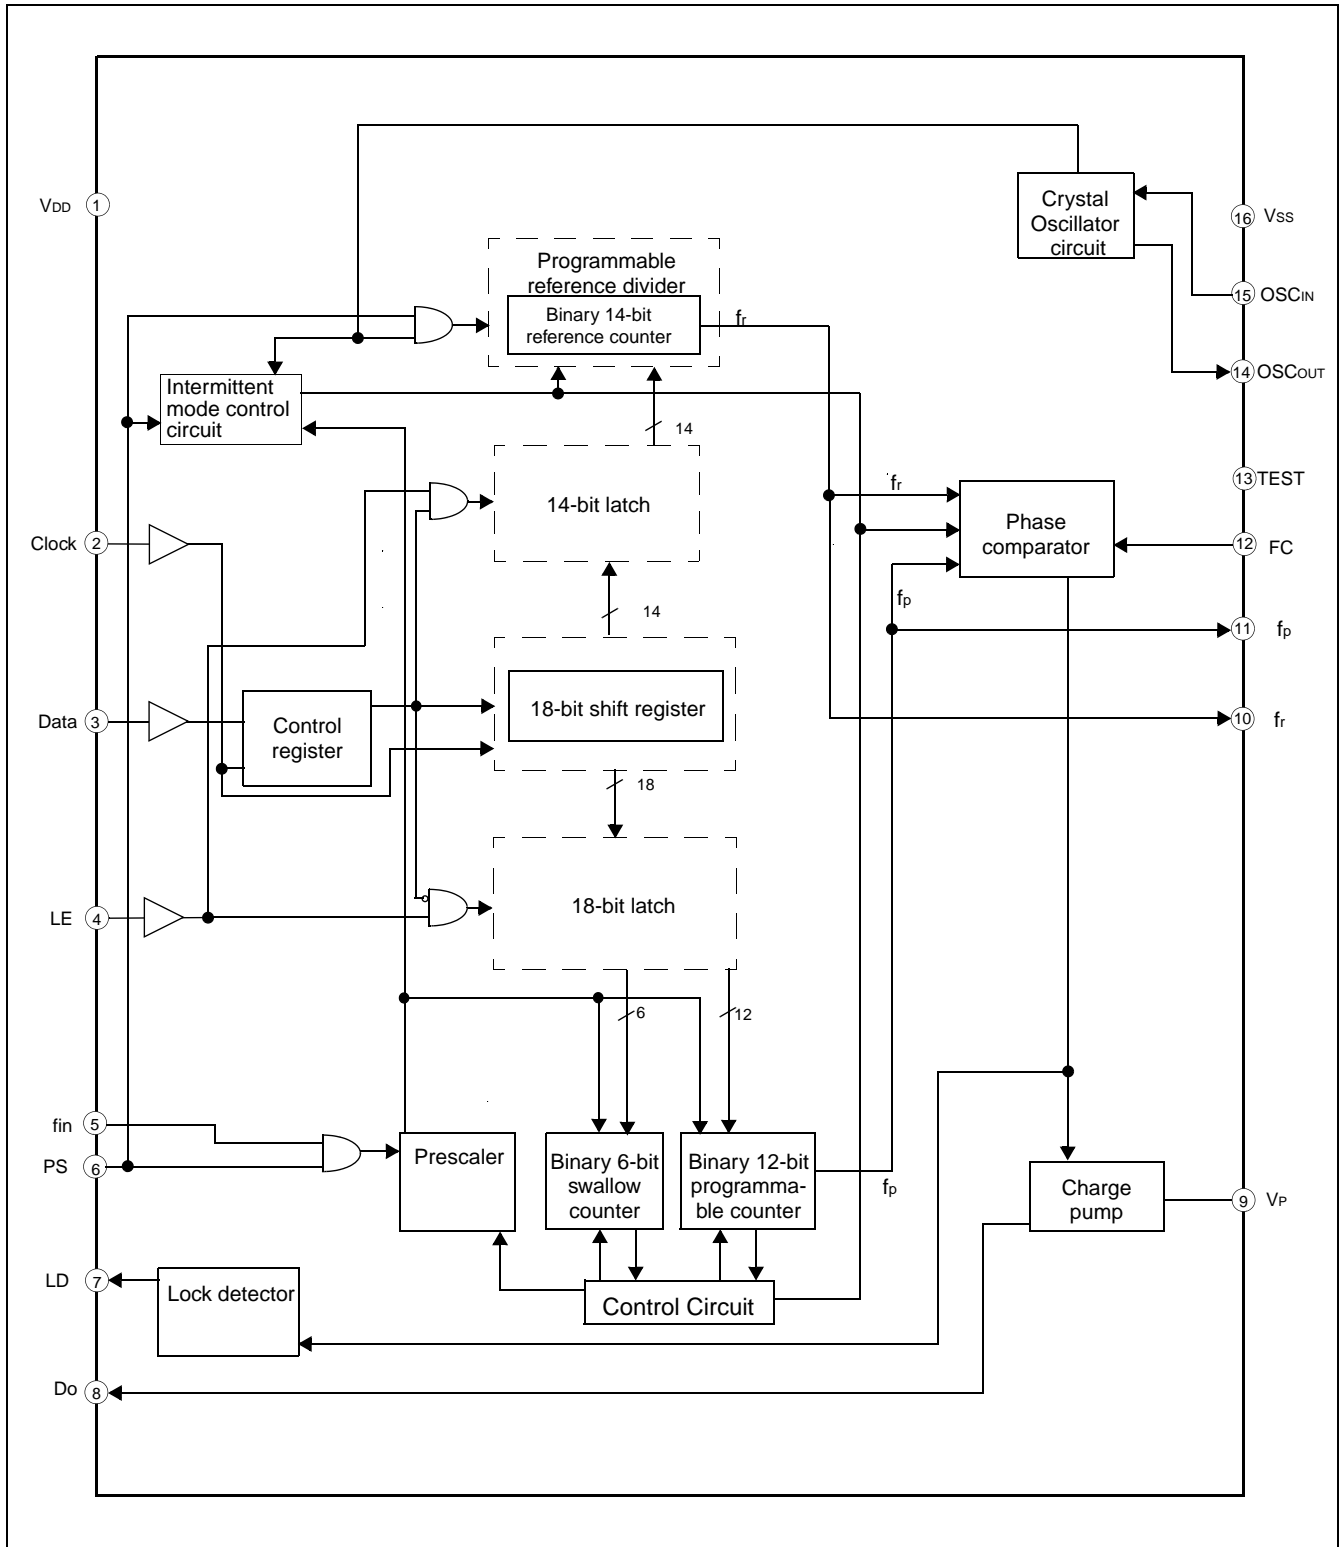 VDD
1
Crystal
Oscillator
circuit
16
VSS
Programmable
reference divider
Binary 14-bit
reference counter
fr
15
OSCIN
14
OSCOUT
Intermittent
mode control
circuit
14
14-bit latch
fr
13
TEST
Phase
comparator
Clock
2
12
FC
14
fp
11
fp
Data
3
Control
register
18-bit shift register
10
fr
18
LE
4
18-bit latch
6
12
fin
5
PS
6
Prescaler
Binary 6-bit
swallow
counter
Binary 12-bit
programma-
ble counter
fp
Charge
pump
9
VP
LD
7
Lock detector
Control Circuit
Do
8